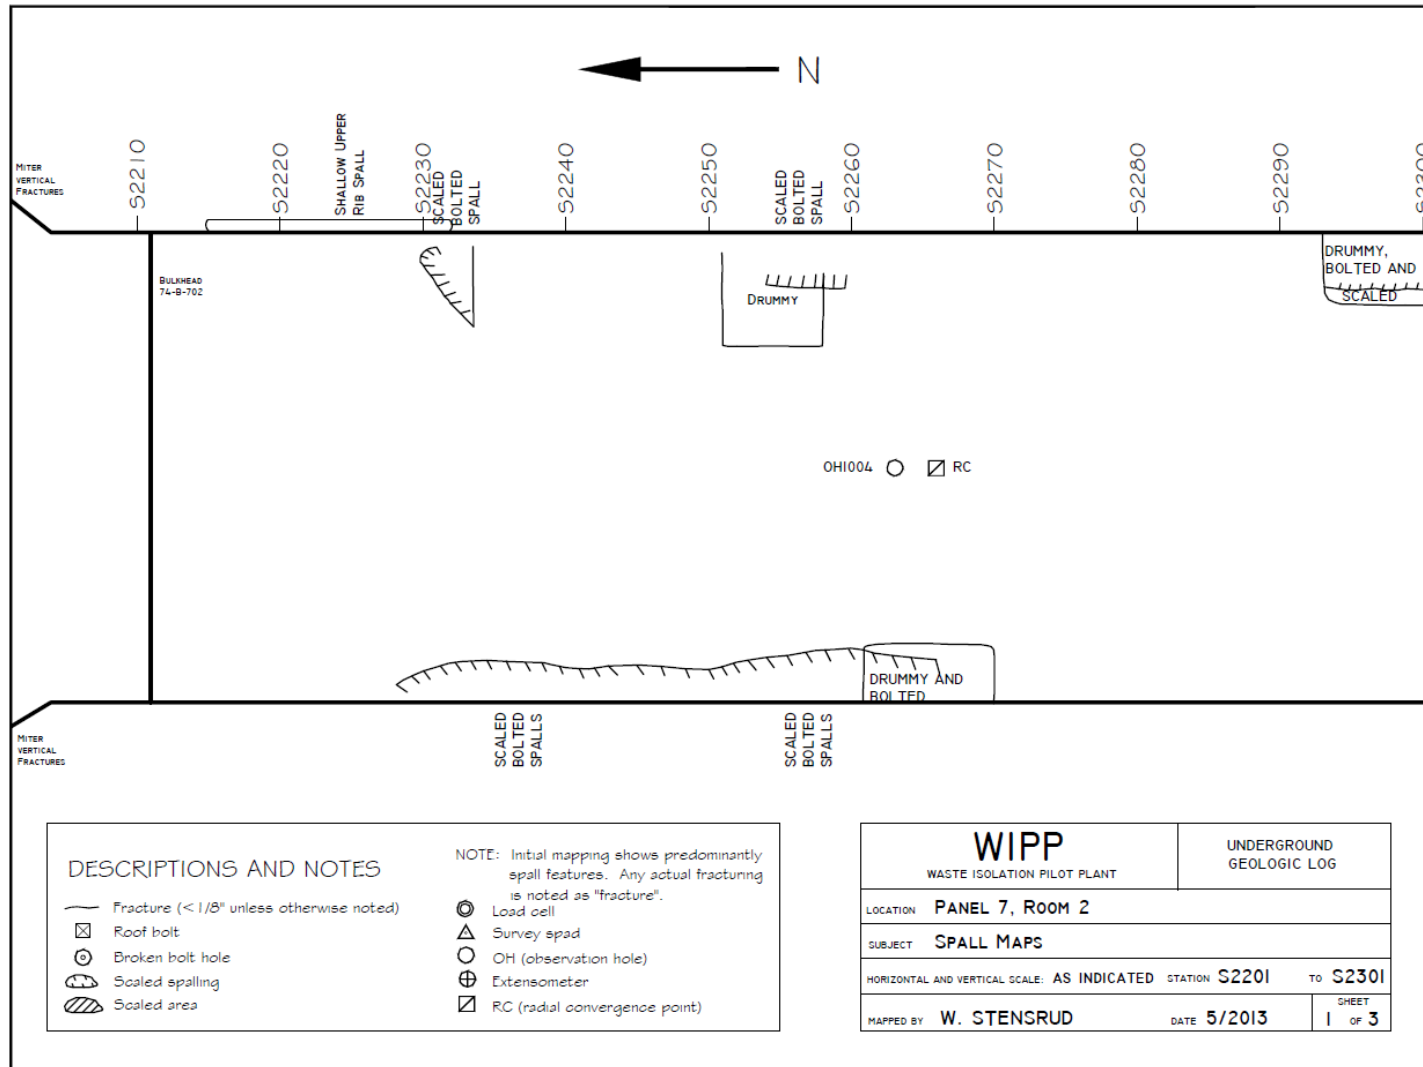 N
MITER
VERTICAL
FRACTURES
S2210
S2220
SHALLOW UPPER
RIB SPALL
S2230
SCALED
BOLTED
SPALL
S2240
S2250
SCALED
BOLTED
SPALL
S2260
S2270
S2280
S2290
S2300
BULKHEAD
74-B-702
DRUMMY
DRUMMY,
BOLTED AND
SCALED
OH1004
RC
DRUMMY AND
BOLTED
MITER
VERTICAL
FRACTURES
SCALED
BOLTED
SPALLS
SCALED
BOLTED
SPALLS
DESCRIPTIONS AND NOTES
Fracture (<1/8" unless otherwise noted)
Roof bolt
Broken bolt hole
Scaled spalling
Scaled area
NOTE: Initial mapping shows predominantly
spall features. Any actual fracturing
is noted as "fracture".
Load cell
Survey spad
OH (observation hole)
Extensometer
RC (radial convergence point)
WIPP
WASTE ISOLATION PILOT PLANT
UNDERGROUND
GEOLOGIC LOG
LOCATION PANEL 7, ROOM 2
SUBJECT SPALL MAPS
HORIZONTAL AND VERTICAL SCALE: AS INDICATED STATION S2201 TO S2301
MAPPED BY W. STENSRUD DATE 5/2013
SHEET
1 OF 3